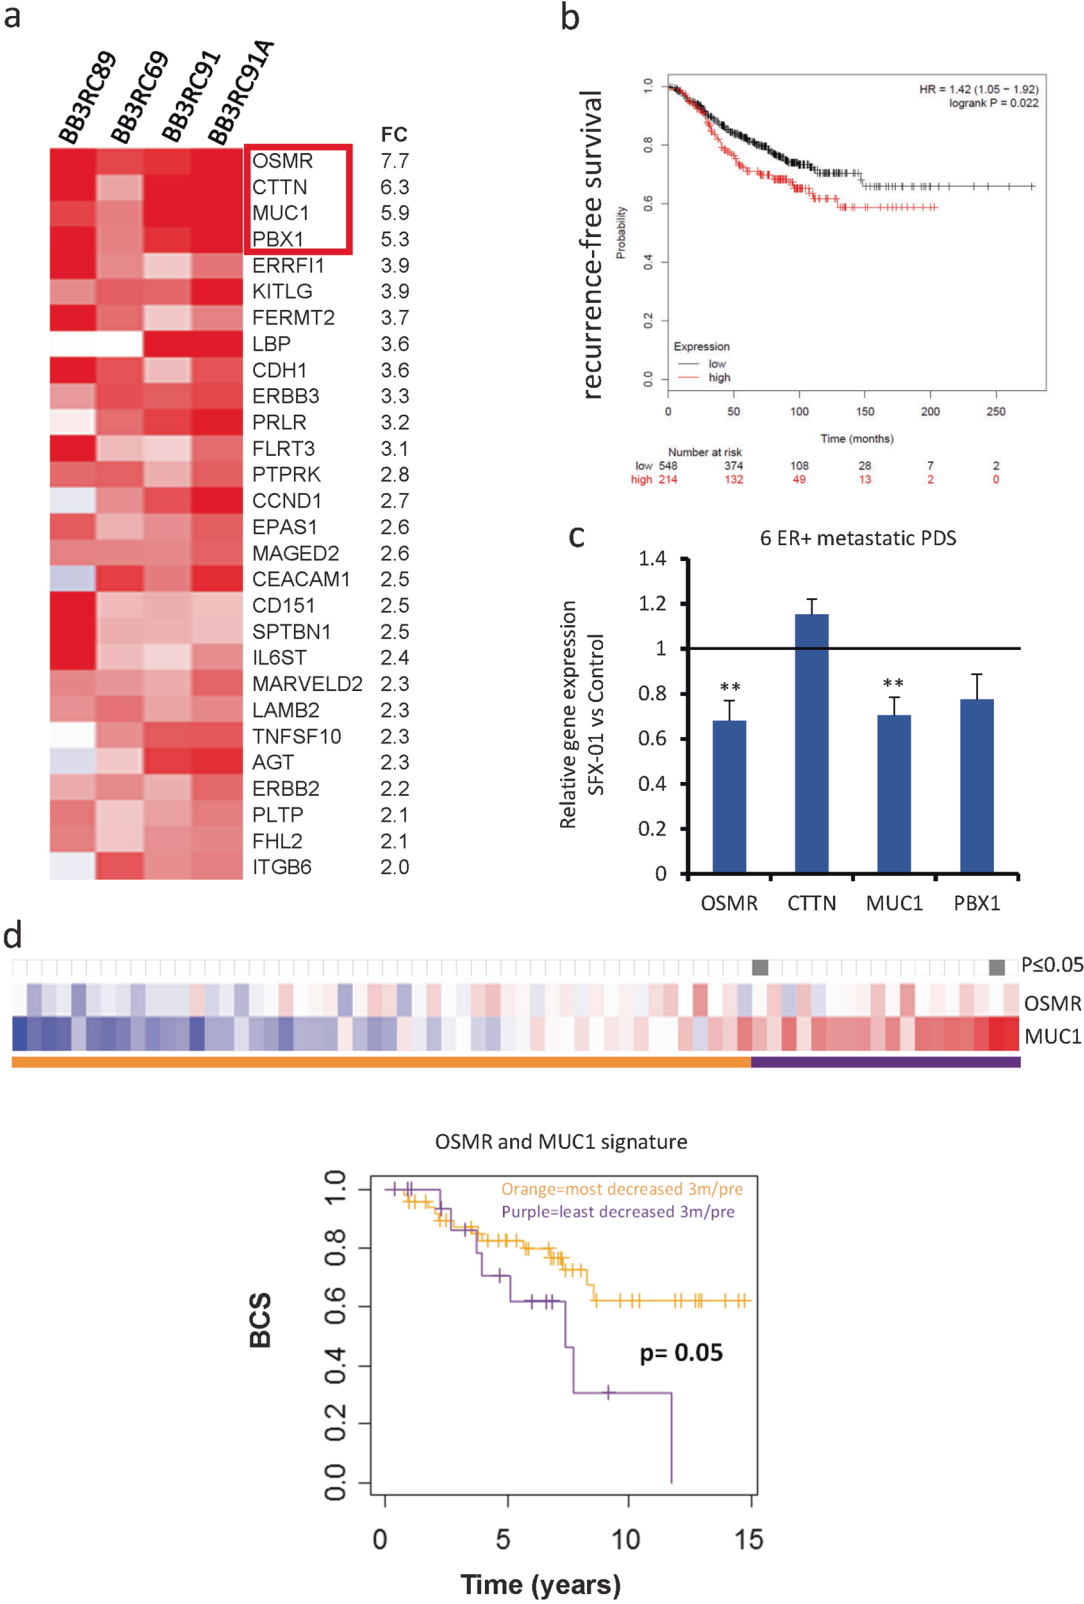 a
BB3RC89 BB3RC69 BB3RC91 BB3RC91A
FC
OSMR 7.7
CTTN 6.3
MUC1 5.9
PBX1 5.3
ERRFI1 3.9
KITLG 3.9
FERMT2 3.7
LBP 3.6
CDH1 3.6
ERBB3 3.3
PRLR 3.2
FLRT3 3.1
PTPRK 2.8
CCND1 2.7
EPAS1 2.6
MAGED2 2.6
CEACAM1 2.5
CD151 2.5
SPTBN1 2.5
IL6ST 2.4
MARVELD2 2.3
LAMB2 2.3
TNFSF10 2.3
AGT 2.3
ERBB2 2.2
PLTP 2.1
FHL2 2.1
ITGB6 2.0
b
recurrence-free survival
Probability
1.0
0.8
0.6
0.4
0.2
0.0
HR = 1.42 (1.05 − 1.92)
logrank P = 0.022
Expression
low
high
0 50 100 150 200 250
Time (months)
Number at risk
low 548 374 108 28 7 2
high 214 132 49 13 2 0
c
6 ER+ metastatic PDS
Relative gene expression
SFX-01 vs Control
1.4
1.2
1
0.8
0.6
0.4
0.2
0
**
**
OSMR CTTN MUC1 PBX1
d
P≤0.05
OSMR
MUC1
OSMR and MUC1 signature
Orange=most decreased 3m/pre
Purple=least decreased 3m/pre
BCS
1.0
0.8
0.6
0.4
0.2
0.0
p= 0.05
0 5 10 15
Time (years)